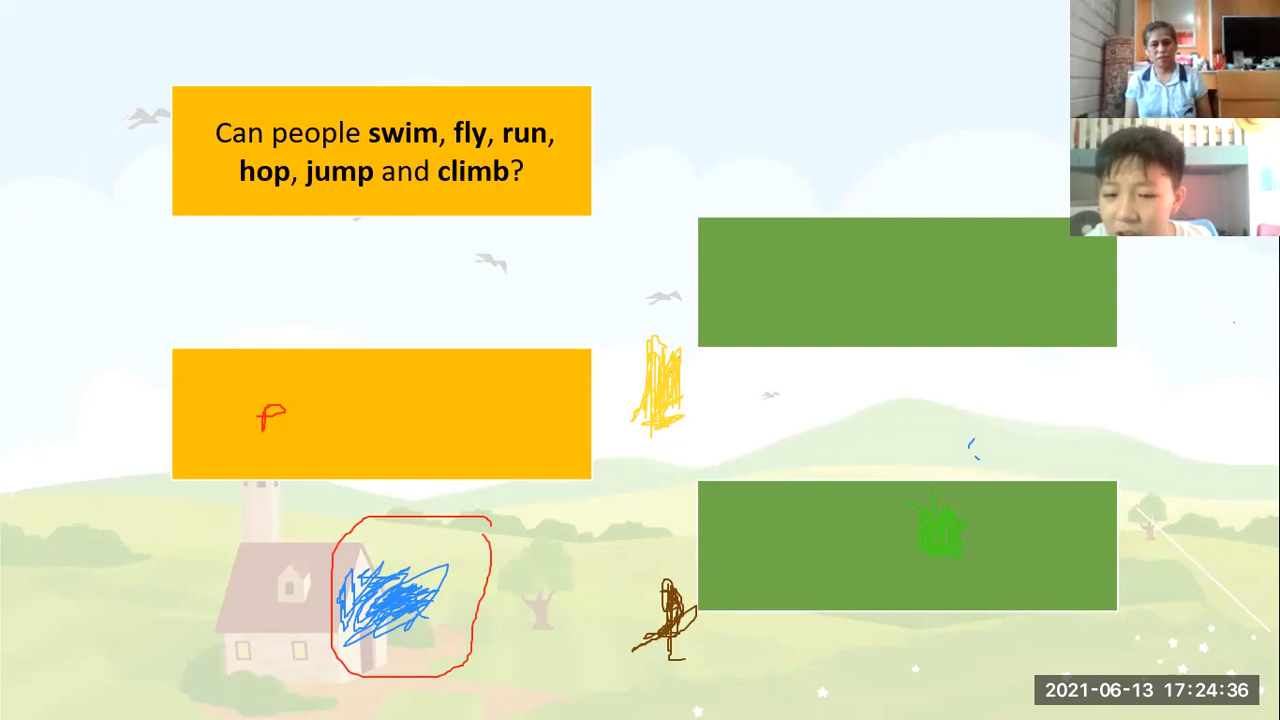 Can people swim, fly, run,
hop, jump and climb?
2021-06-13 17:24:36